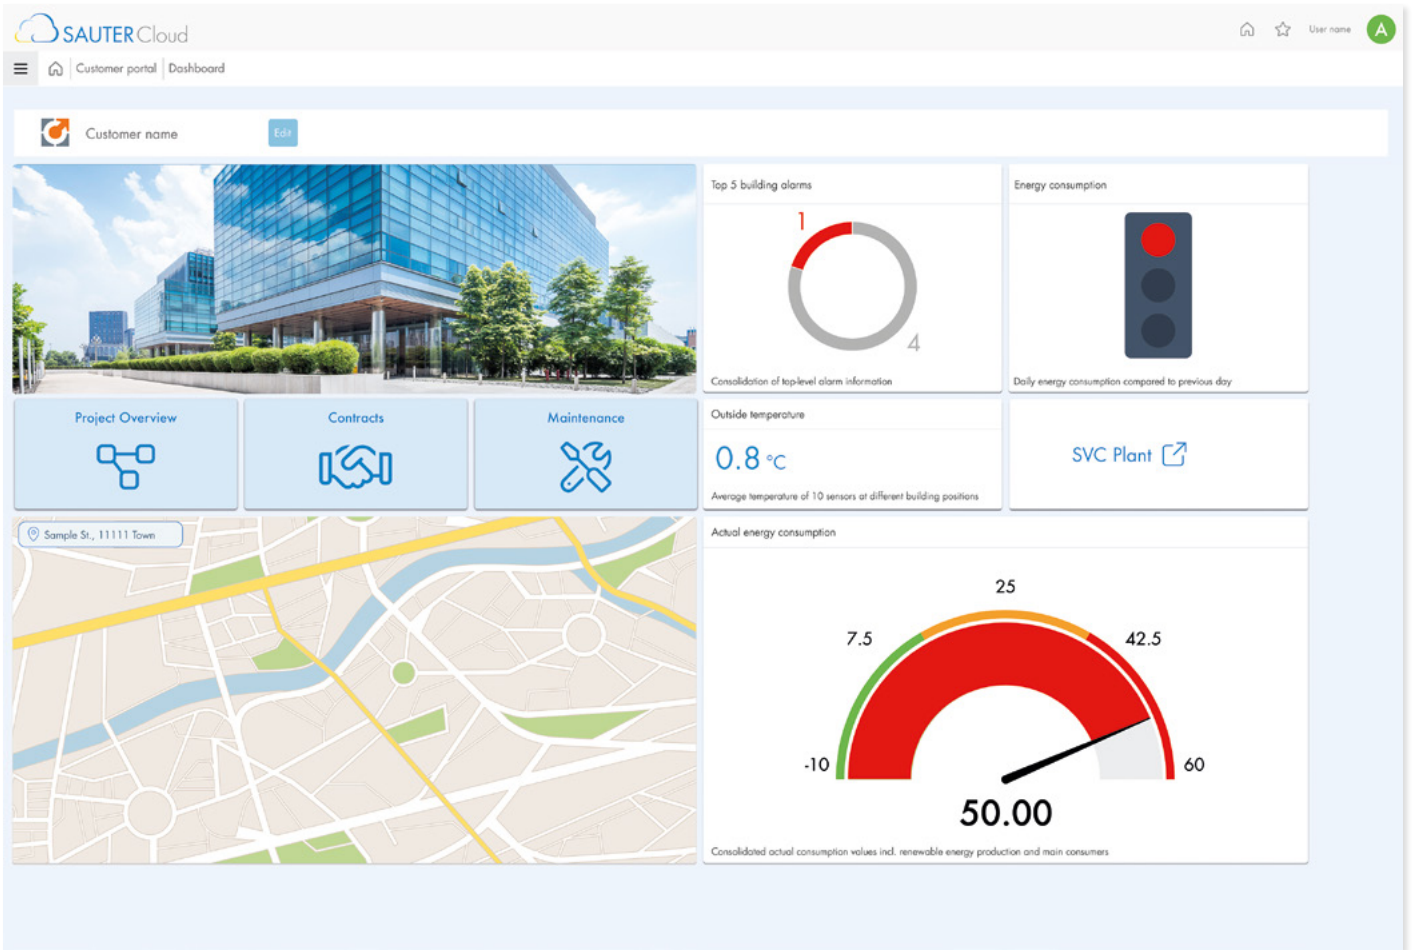 SAUTER Cloud
User name
A
Customer portal
Dashboard
Customer name
Edit
Top 5 building alarms
1
4
Consolidation of top-level alarm information
Energy consumption
Daily energy consumption compared to previous day
Project Overview
Contracts
Maintenance
Outside temperature
0.8 °C
Average temperature of 10 sensors at different building positions
SVC Plant
Sample St., 11111 Town
Actual energy consumption
25
7.5
42.5
-10
60
50.00
Consolidated actual consumption values incl. renewable energy production and main consumers